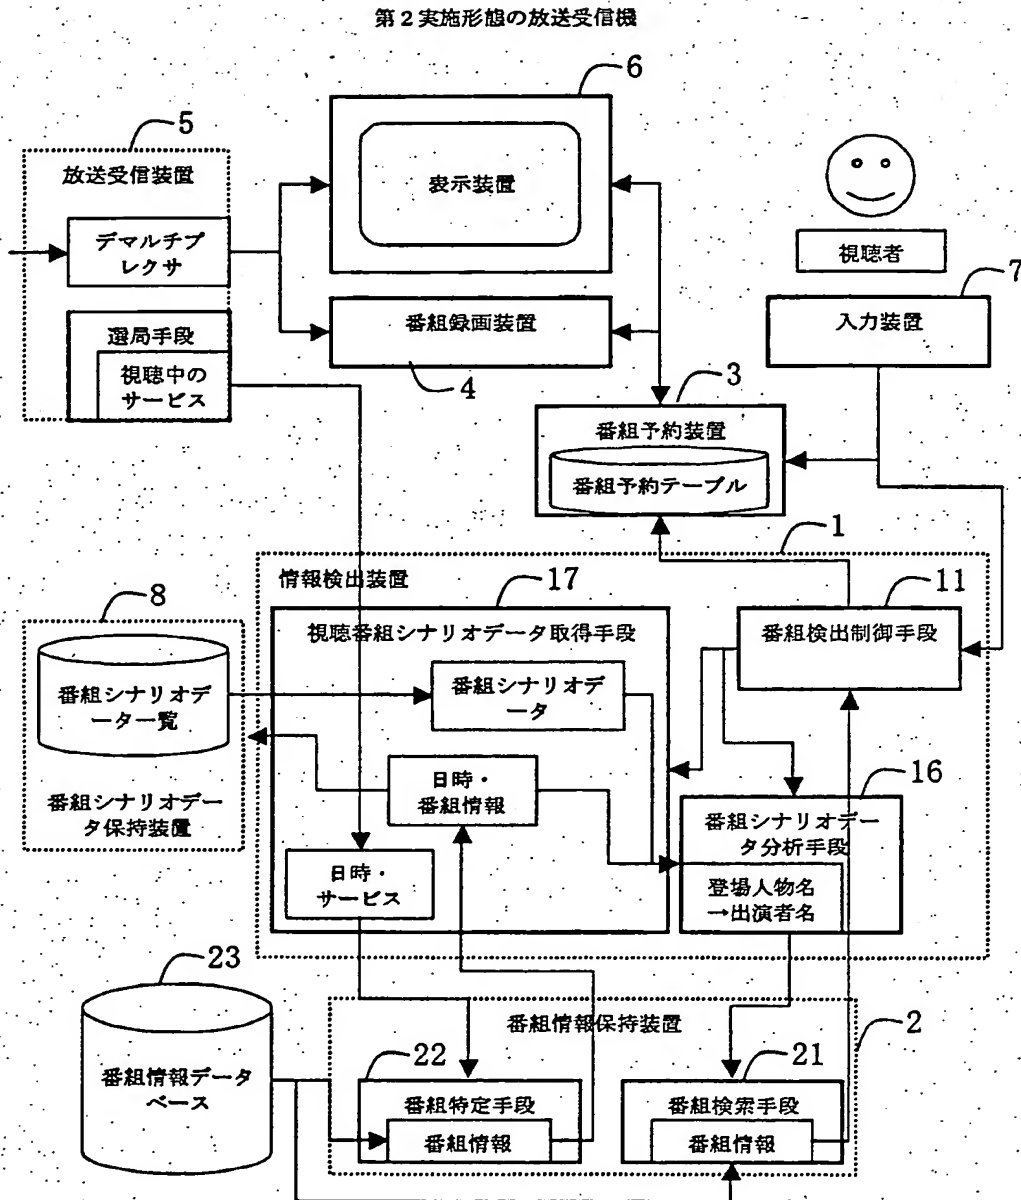 第2実施形態の放送受信機
6
5
放送受信装置
表示装置
デマルチプ
レクサ
視聴者
7
番組録画装置
入力装置
選局手段
視聴中の
サービス
4
3
番組予約装置
番組予約テーブル
1
情報検出装置
17
11
8
視聴番組シナリオデータ取得手段
番組検出制御手段
番組シナリオデ
ータ一覧
番組シナリオデ
ータ
日時・
番組情報
16
番組シナリオデー
タ保持装置
番組シナリオデー
タ分析手段
日時・
サービス
登場人物名
→出演者名
23
番組情報保持装置
2
22
21
番組情報データ
ベース
番組特定手段
番組情報
番組検索手段
番組情報